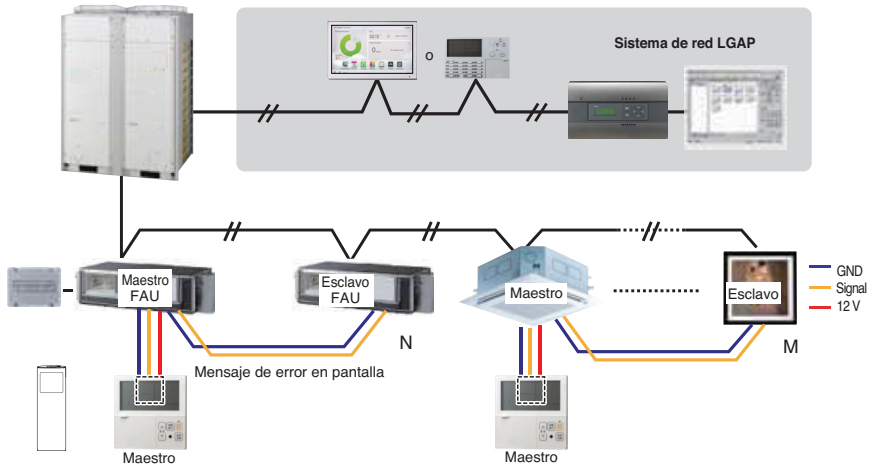 Sistema de red LGAP
o
Maestro
FAU
Esclavo
FAU
Maestro
Esclavo
GND
Signal
12 V
N
M
Mensaje de error en pantalla
Maestro
Maestro